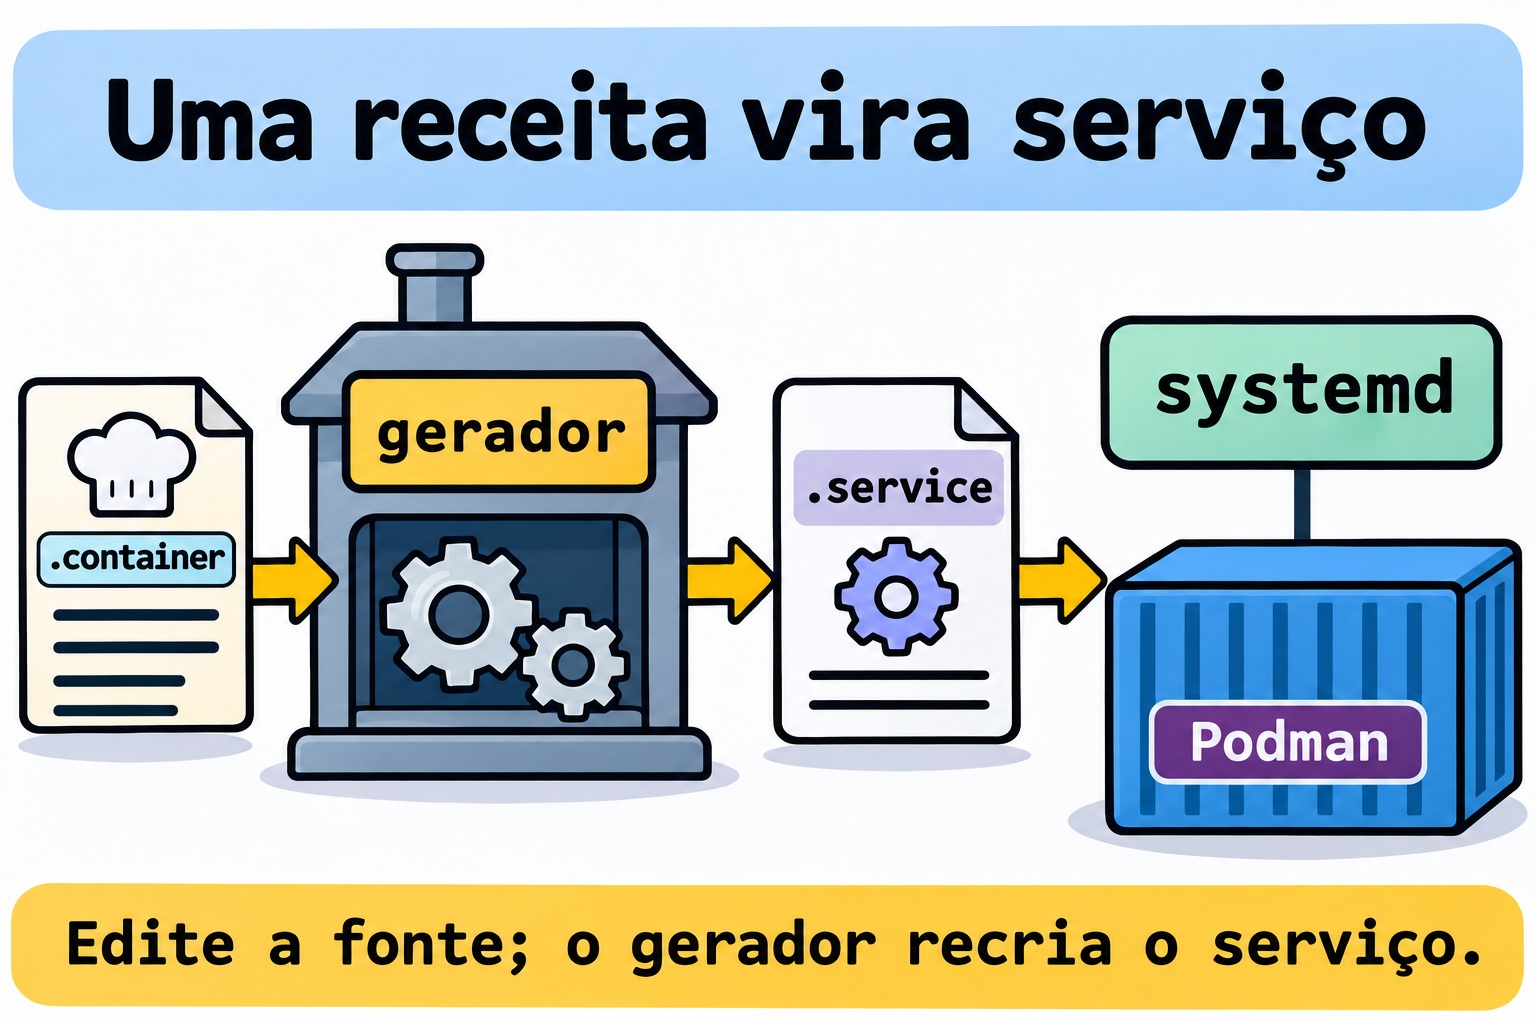 Uma receita vira serviço
.container
gerador
.service
systemd
Podman
Edite a fonte; o gerador recria o serviço.